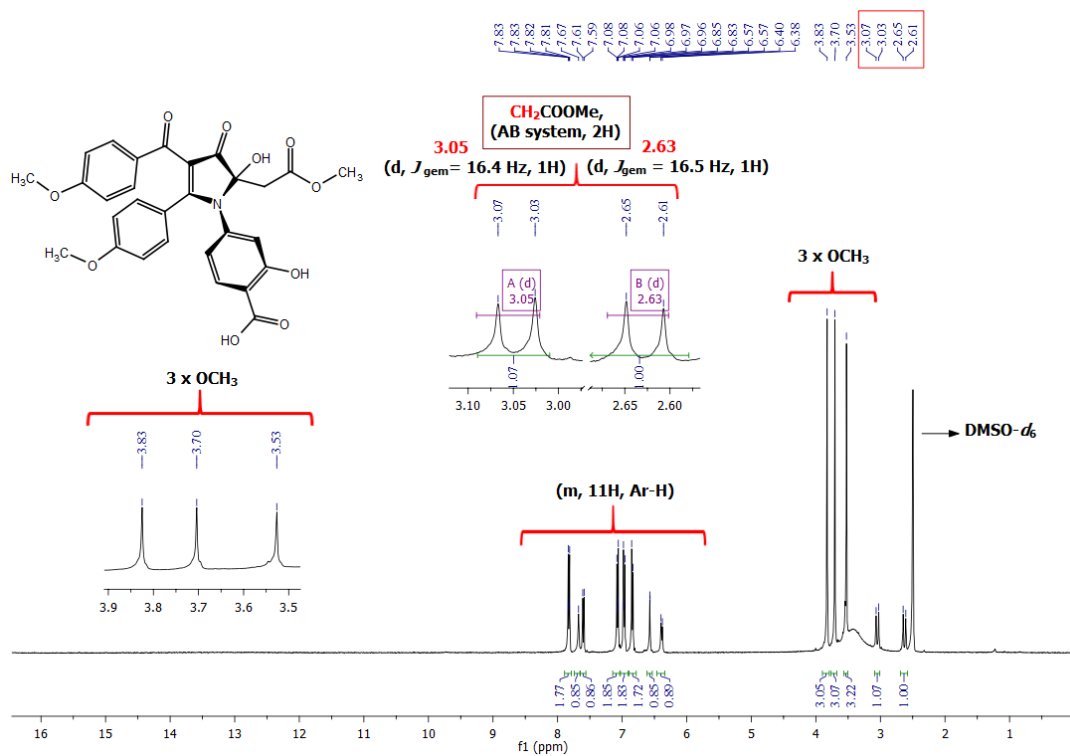 7.83
7.83
7.82
7.81
7.67
7.61
7.59
7.08
7.08
7.06
7.06
6.98
6.97
6.96
6.85
6.83
6.57
6.57
6.40
6.38
3.83
3.70
3.53
3.07
3.03
2.65
2.61
CH2COOMe,
(AB system, 2H)
3.05
(d, Jgem= 16.4 Hz, 1H)
2.63
(d, Jgem = 16.5 Hz, 1H)
3.07
3.03
2.65
2.61
A (d)
3.05
B (d)
2.63
1.07
1.00
3.10 3.05 3.00
2.65 2.60
O
O
OH
O
CH3
O
H3C
O
N
H3C
O
OH
HO
O
3 x OCH3
3.83
3.70
3.53
3.9 3.8 3.7 3.6 3.5
3 x OCH3
DMSO-d6
(m, 11H, Ar-H)
1.77
0.85
0.86
1.85
1.83
1.72
0.85
0.89
3.05
3.07
3.22
1.07
1.00
16 15 14 13 12 11 10 9 8 7 6 5 4 3 2 1
f1 (ppm)